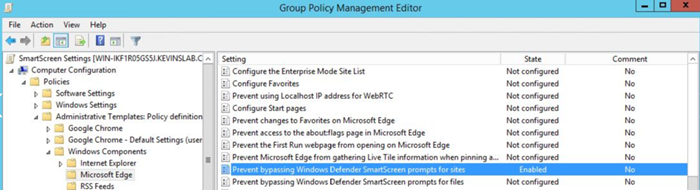 Group Policy Management Editor
File Action View Help
SmartScreen Settings [WIN-IKF1R05GS5J.KEVINSLAB.C
Computer Configuration
Policies
Software Settings
Windows Settings
Administrative Templates: Policy definition
Google Chrome
Google Chrome - Default Settings (user
Windows Components
Internet Explorer
Microsoft Edge
RSS Feeds
Setting State Comment
Configure the Enterprise Mode Site List Not configured No
Configure Favorites Not configured No
Prevent using Localhost IP address for WebRTC Not configured No
Configure Start pages Not configured No
Prevent changes to Favorites on Microsoft Edge Not configured No
Prevent access to the about:flags page in Microsoft Edge Not configured No
Prevent the First Run webpage from opening on Microsoft Edge Not configured No
Prevent Microsoft Edge from gathering Live Tile information when pinning a... Not configured No
Prevent bypassing Windows Defender SmartScreen prompts for sites Enabled No
Prevent bypassing Windows Defender SmartScreen prompts for files Not configured No